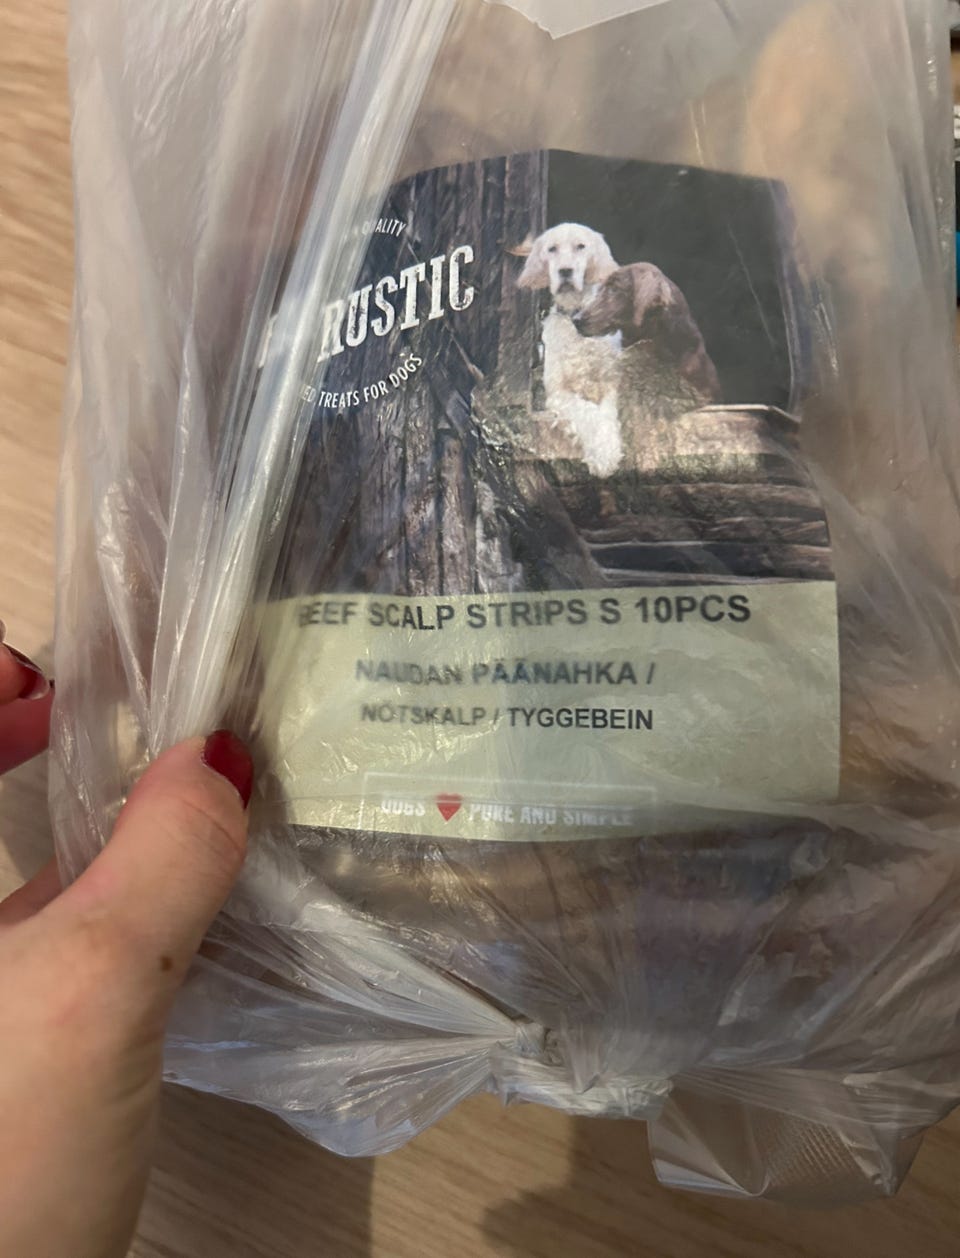 QUALITY
RUSTIC
TREATS FOR DOGS
BEEF SCALP STRIPS S 10PCS
NAUDAN PÄÄNAHKA /
NÖTSKALP / TYGGEBEIN
DOGS ♥ PURE AND SIMPLE